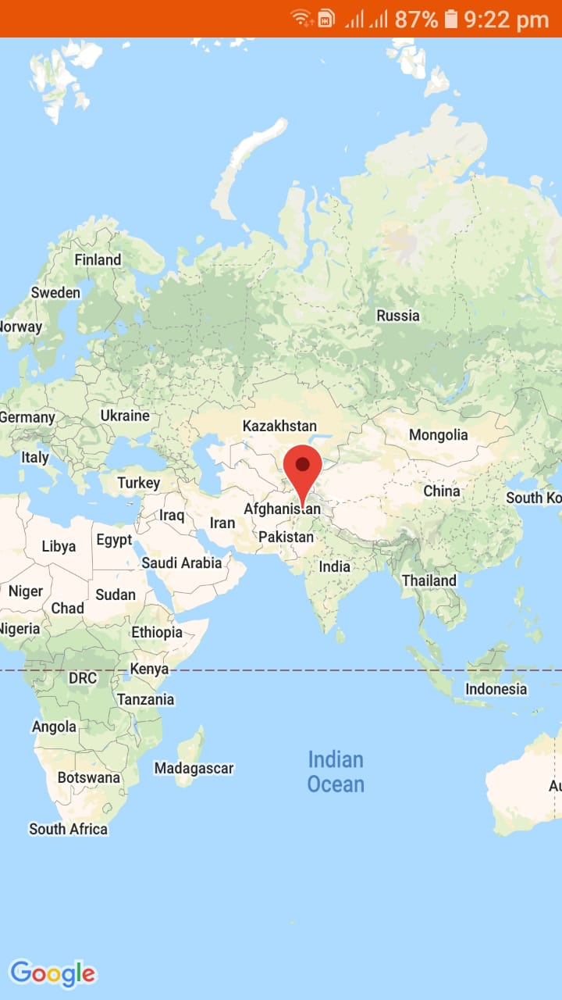 87% 9:22 pm
Finland
Sweden
Norway
Russia
Germany
Ukraine
Kazakhstan
Mongolia
Italy
Turkey
China
South Ko
Afghanistan
Iraq
Iran
Pakistan
Egypt
Libya
Saudi Arabia
India
Thailand
Niger
Sudan
Chad
Nigeria
Ethiopia
Kenya
DRC
Indonesia
Tanzania
Angola
Indian
Ocean
Madagascar
Botswana
Au
South Africa
Google